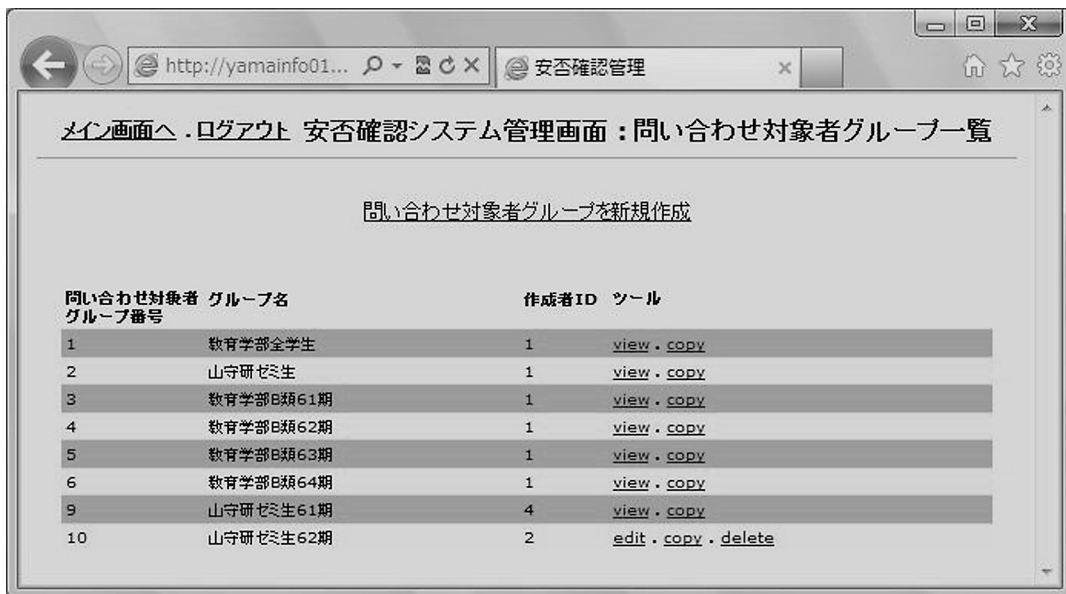 http://yamainfo01... 安否確認管理
メイン画面へ . ログアウト 安否確認システム管理画面：問い合わせ対象者グループ一覧
問い合わせ対象者グループを新規作成
問い合わせ対象者グループ番号 グループ名 作成者ID ツール
1 教育学部全学生 1 view . copy
2 山守研ゼミ生 1 view . copy
3 教育学部B類61期 1 view . copy
4 教育学部B類62期 1 view . copy
5 教育学部B類63期 1 view . copy
6 教育学部B類64期 1 view . copy
9 山守研ゼミ生61期 4 view . copy
10 山守研ゼミ生62期 2 edit . copy . delete